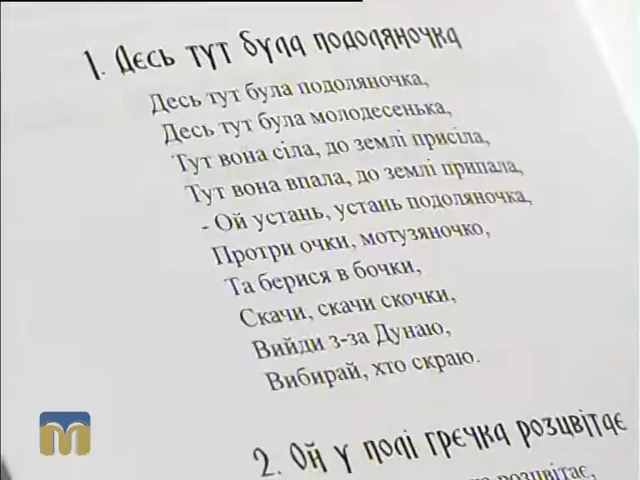 1. Десь тут була подоляночка
Десь тут була подоляночка,
Десь тут була молодесенька,
Тут вона сіла, до землі присіла,
Тут вона впала, до землі припала,
- Ой устань, устань подоляночка,
Протри очки, мотузяночко,
Та берися в бочки,
Скачи, скачи скочки,
Вийди з-за Дунаю,
Вибирай, хто скраю.
2. Ой у полі гречка розцвітає
розцвітає,